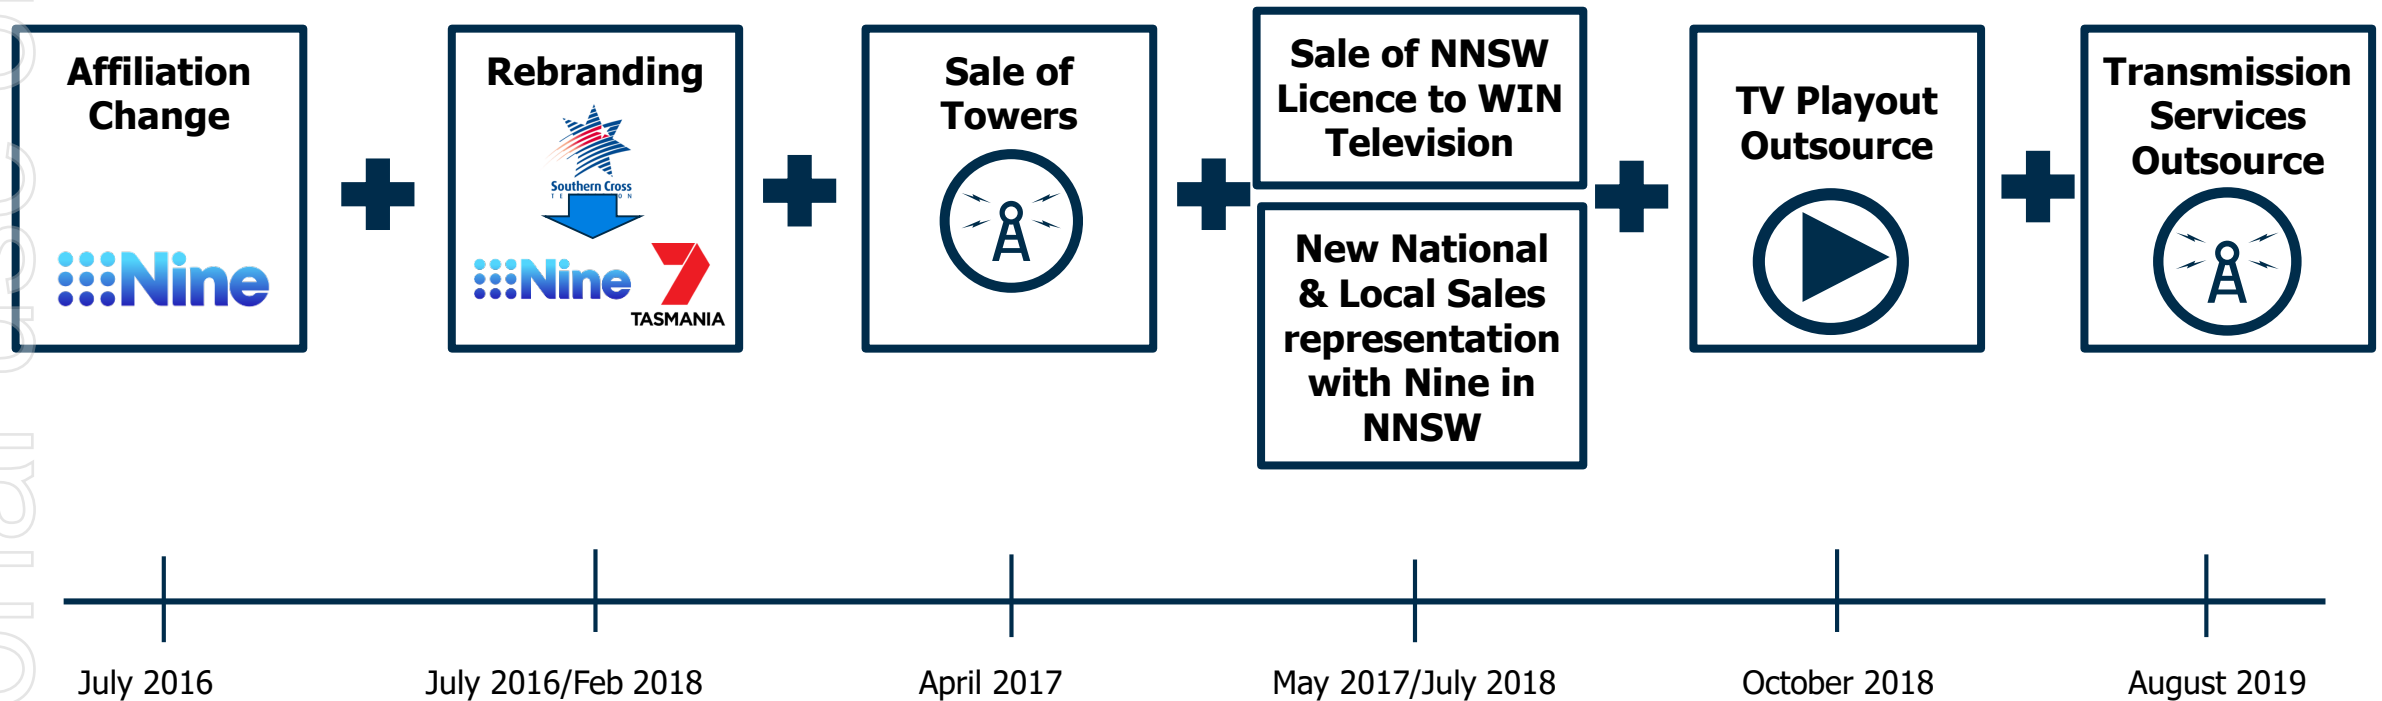 Affiliation
Change
Nine
Rebranding
Southern Cross
Nine
7
TASMANIA
Sale of
Towers
Sale of NNSW
Licence to WIN
Television
New National
& Local Sales
representation
with Nine in
NNSW
TV Playout
Outsource
Transmission
Services
Outsource
July 2016
July 2016/Feb 2018
April 2017
May 2017/July 2018
October 2018
August 2019